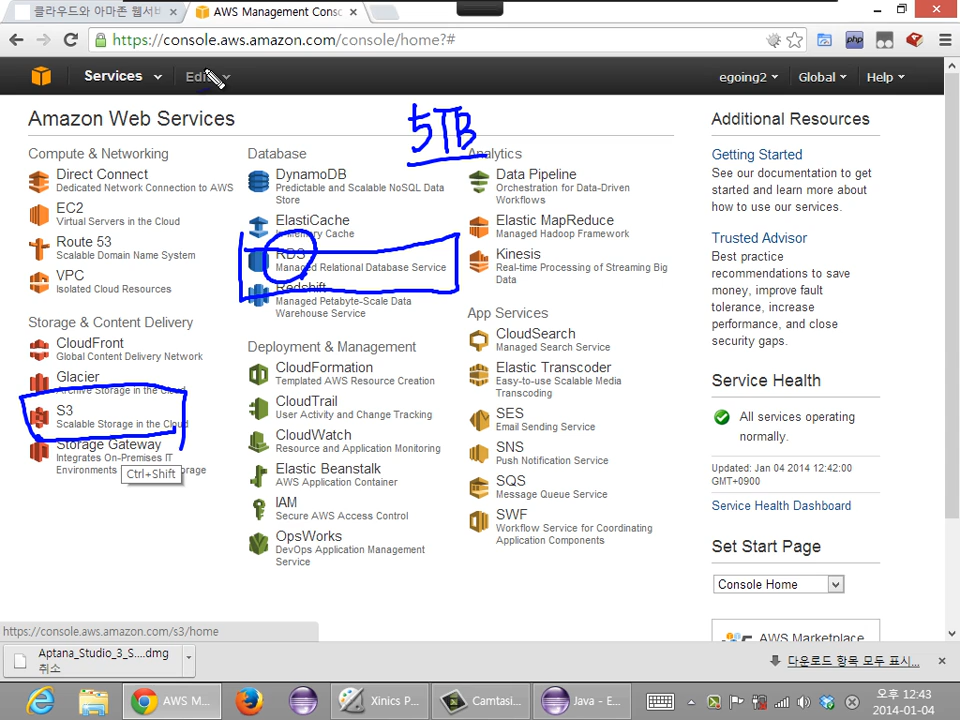 클라우드와 아마존 웹서비
AWS Management Conso
https://console.aws.amazon.com/console/home?#
php
Services
Edit
egoing2
Global
Help
Amazon Web Services
5TB
Compute & Networking
Direct Connect
Dedicated Network Connection to AWS
EC2
Virtual Servers in the Cloud
Route 53
Scalable Domain Name System
VPC
Isolated Cloud Resources
Storage & Content Delivery
CloudFront
Global Content Delivery Network
Glacier
Archive Storage in the Cloud
S3
Scalable Storage in the Cloud
Storage Gateway
Integrates On-Premises IT
Environments
orage
Ctrl+Shift
Database
DynamoDB
Predictable and Scalable NoSQL Data
Store
ElastiCache
In-Memory Cache
RDS
Managed Relational Database Service
Redshift
Managed Petabyte-Scale Data
Warehouse Service
Deployment & Management
CloudFormation
Templated AWS Resource Creation
CloudTrail
User Activity and Change Tracking
CloudWatch
Resource and Application Monitoring
Elastic Beanstalk
AWS Application Container
IAM
Secure AWS Access Control
OpsWorks
DevOps Application Management
Service
Analytics
Data Pipeline
Orchestration for Data-Driven
Workflows
Elastic MapReduce
Managed Hadoop Framework
Kinesis
Real-time Processing of Streaming Big
Data
App Services
CloudSearch
Managed Search Service
Elastic Transcoder
Easy-to-use Scalable Media
Transcoding
SES
Email Sending Service
SNS
Push Notification Service
SQS
Message Queue Service
SWF
Workflow Service for Coordinating
Application Components
Additional Resources
Getting Started
See our documentation to get
started and learn more about
how to use our services.
Trusted Advisor
Best practice
recommendations to save
money, improve fault
tolerance, increase
performance, and close
security gaps.
Service Health
All services operating
normally.
Updated: Jan 04 2014 12:42:00
GMT+0900
Service Health Dashboard
Set Start Page
Console Home
AWS Marketplace
https://console.aws.amazon.com/s3/home
Aptana_Studio_3_S....dmg
취소
다운로드 항목 모두 표시...
AWS M...
Xinics P...
Camtasi...
Java - E...
오후 12:43
2014-01-04